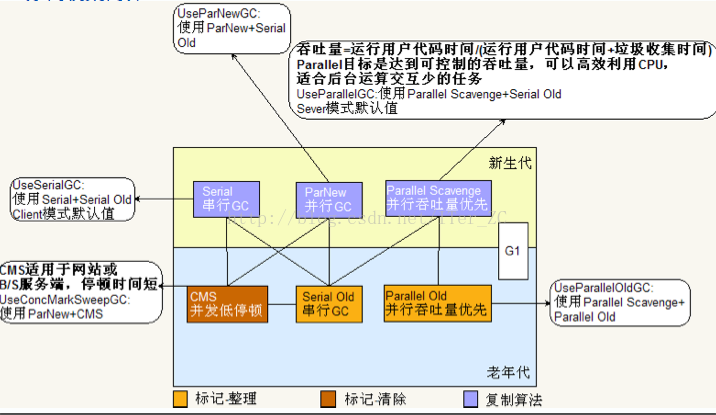 UseParNewGC:
使用ParNew+Serial
Old
吞吐量=运行用户代码时间/(运行用户代码时间+垃圾收集时间)
Parallel目标是达到可控制的吞吐量，可以高效利用CPU，
适合后台运算交互少的任务
UseParallelGC:使用Parallel Scavenge+Serial Old
Sever模式默认值
新生代
UseSerialGC:
使用Serial+Serial Old
Client模式默认值
Serial
串行GC
ParNew
并行GC
Parallel Scavenge
并行吞吐量优先
G1
CMS适用于网站或
B/S服务端，停顿时间短
UseConcMarkSweepGC:
使用ParNew+CMS
CMS
并发低停顿
Serial Old
串行GC
Parallel Old
并行吞吐量优先
UseParallelOldGC:
使用Parallel Scavenge+
Parallel Old
老年代
标记-整理
标记-清除
复制算法